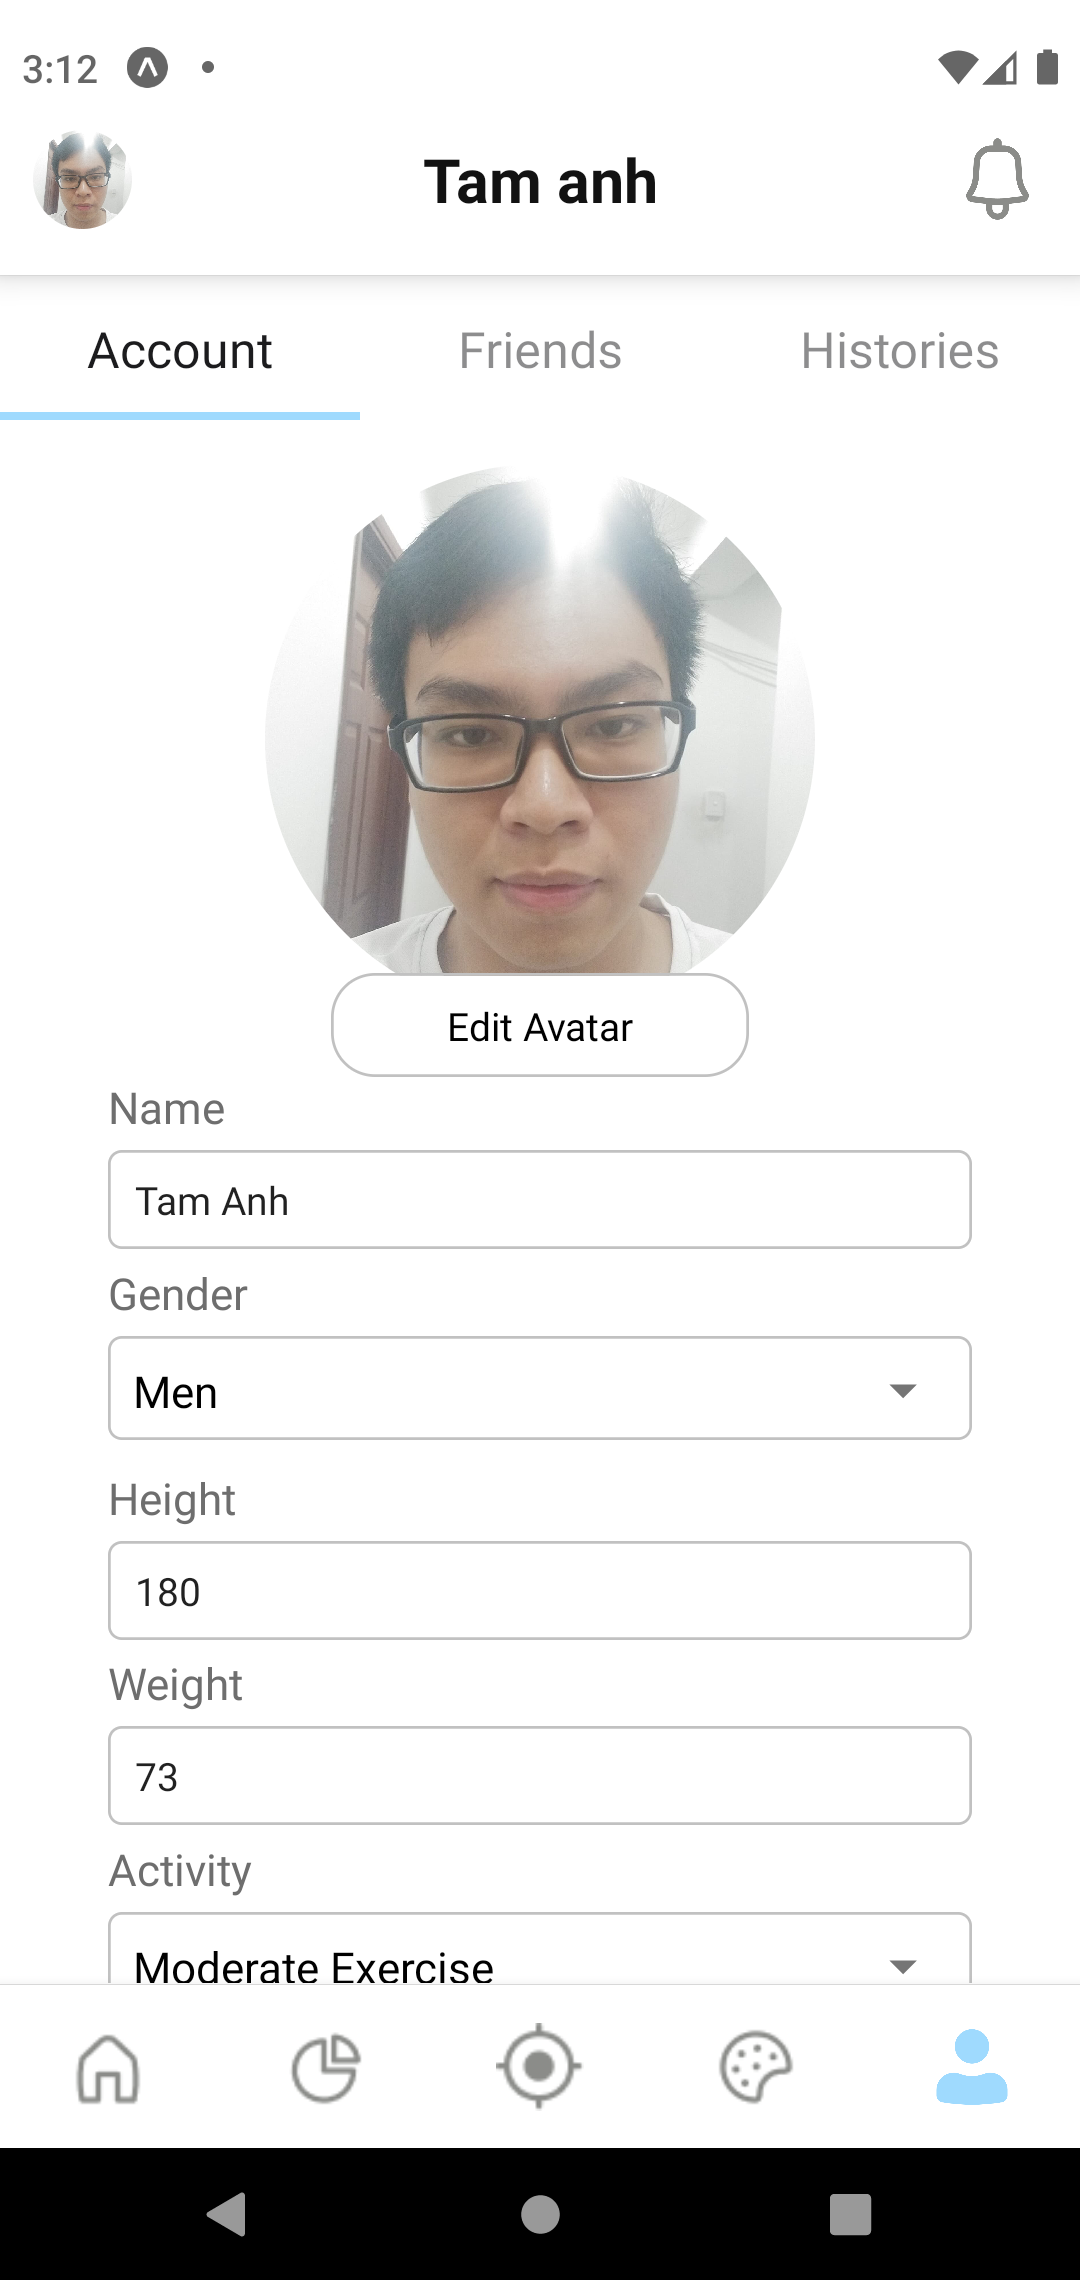 3:12
Tam anh
Account Friends Histories
Edit Avatar
Name
Tam Anh
Gender
Men
Height
180
Weight
73
Activity
Moderate Exercise